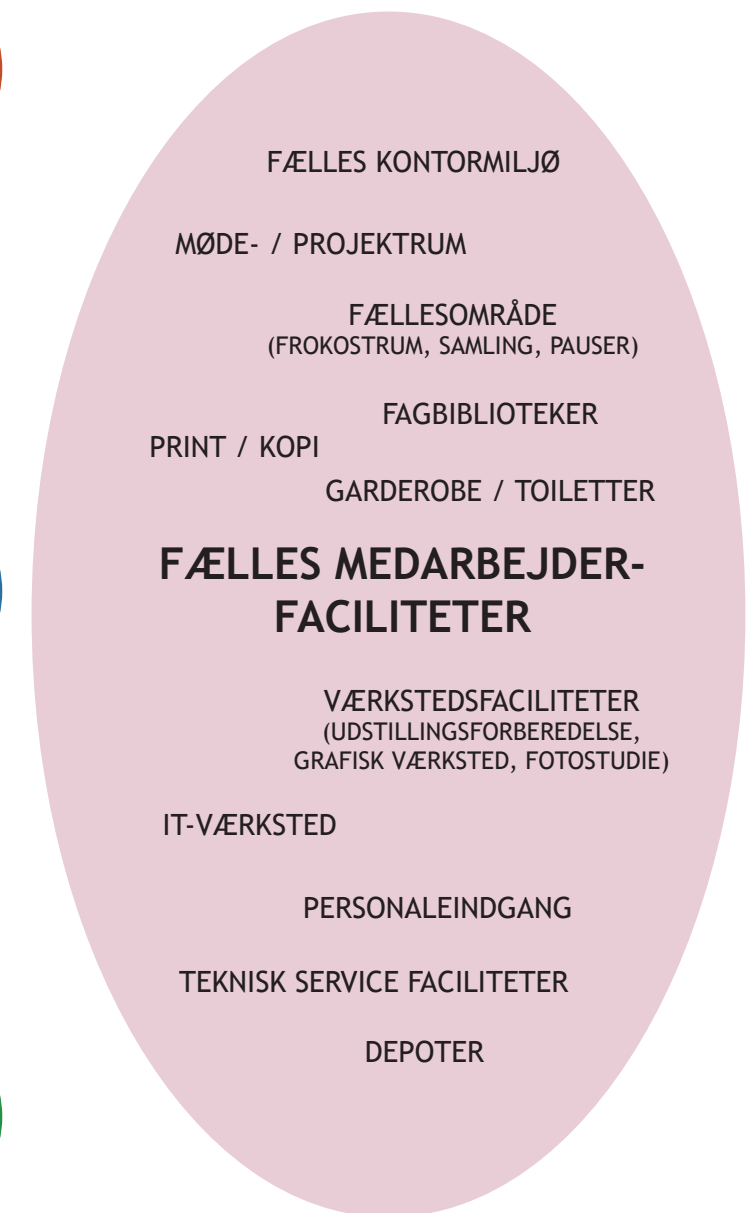 FÆLLES KONTORMILJØ
MØDE- / PROJEKTRUM
FÆLLESOMRÅDE
(FROKOSTRUM, SAMLING, PAUSER)
FAGBIBLIOTEKER
PRINT / KOPI
GARDEROBE / TOILETTER
FÆLLES MEDARBEJDER-
FACILITETER
VÆRKSTEDSFACILITETER
(UDSTILLINGSFORBEREDELSE,
GRAFISK VÆRKSTED, FOTOSTUDIE)
IT-VÆRKSTED
PERSONALEINDGANG
TEKNISK SERVICE FACILITETER
DEPOTER